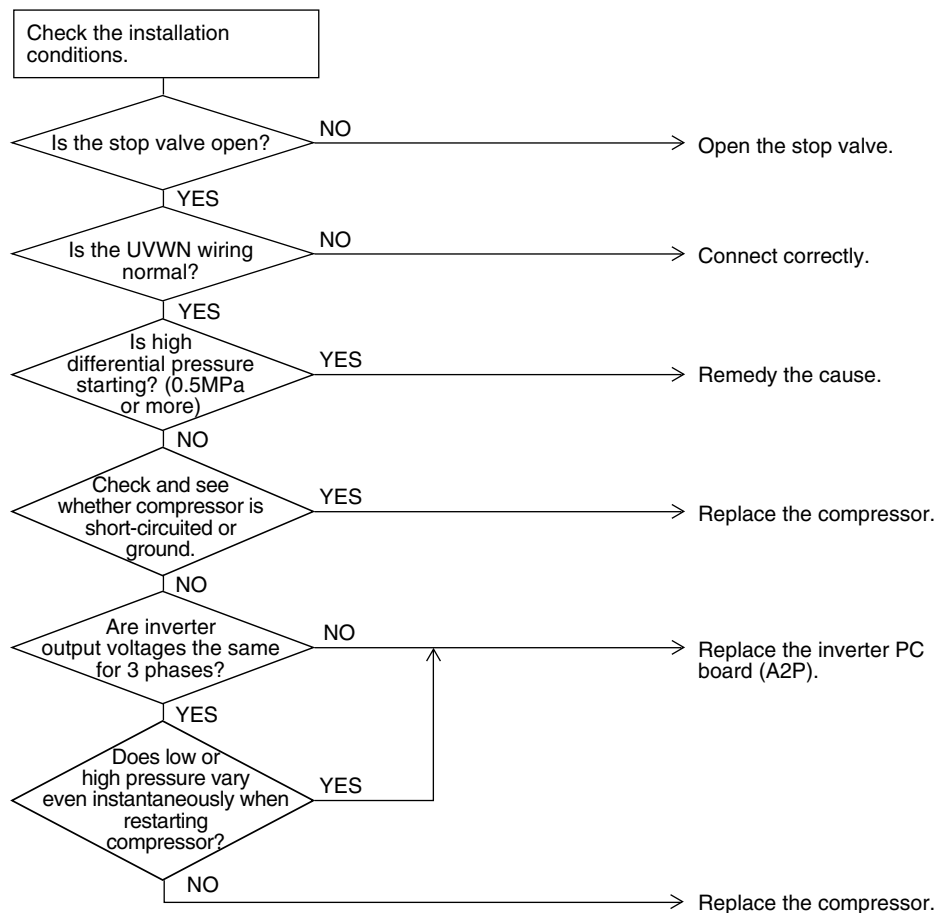 Check the installation
conditions.
Is the stop valve open?
NO
Open the stop valve.
YES
Is the UVWN wiring
normal?
NO
Connect correctly.
YES
Is high
differential pressure
starting? (0.5MPa
or more)
YES
Remedy the cause.
NO
Check and see
whether compressor is
short-circuited or
ground.
YES
Replace the compressor.
NO
Are inverter
output voltages the same
for 3 phases?
NO
Replace the inverter PC
board (A2P).
YES
Does low or
high pressure vary
even instantaneously when
restarting
compressor?
YES
NO
Replace the compressor.